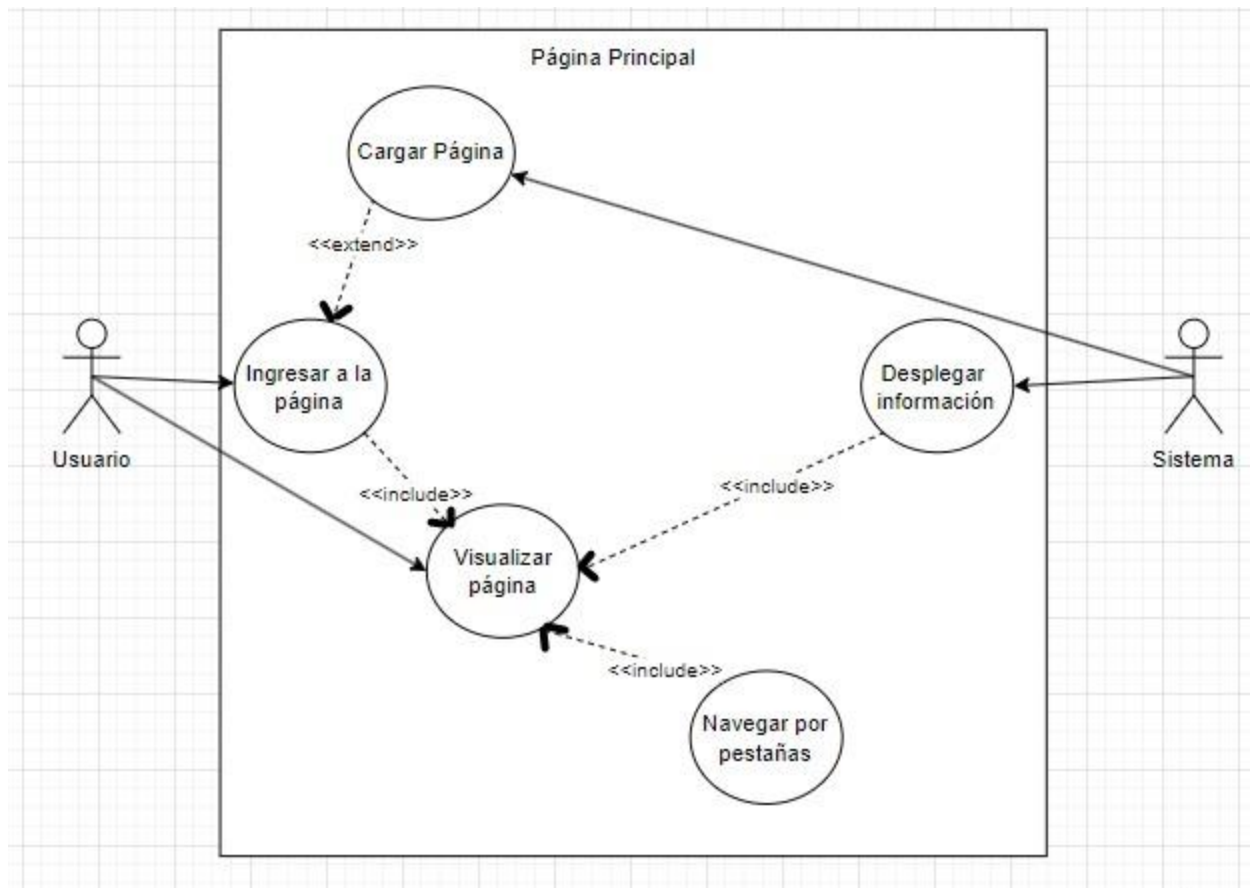 Página Principal
Cargar Página
<<extend>>
Ingresar a la
página
Desplegar
información
Usuario
Sistema
<<include>>
<<include>>
Visualizar
página
<<include>>
Navegar por
pestañas